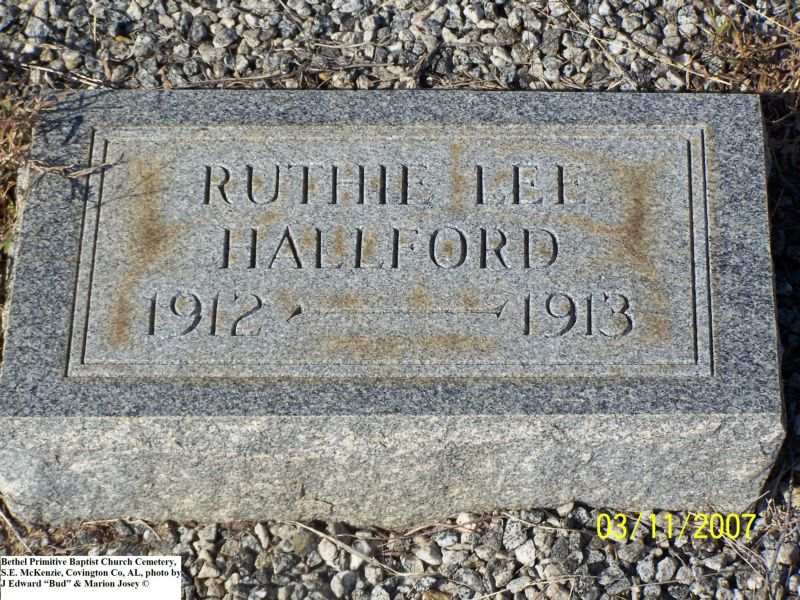 RUTHIE LEE
HALLFORD
1912 1913
03/11/2007
Bethel Primitive Baptist Church Cemetery,
S.E. McKenzie, Covington Co, AL, photo by
J Edward “Bud” & Marion Josey ©